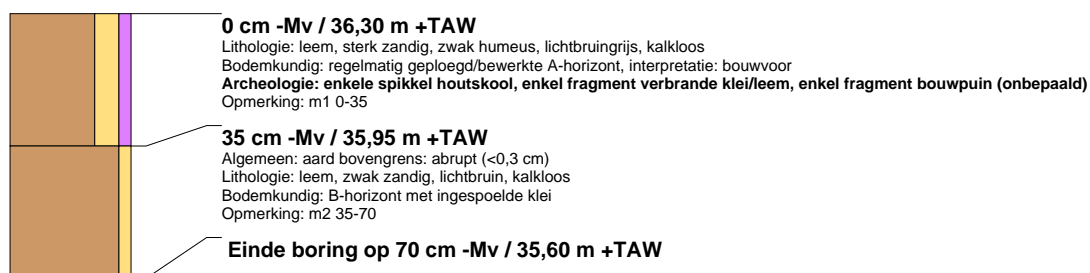 0 cm -Mv / 36,30 m +TAW
Lithologie: leem, sterk zandig, zwak humeus, lichtbruingrijs, kalkloos
Bodemkundig: regelmatig geploegd/bewerkte A-horizont, interpretatie: bouwvoor
Archeologie: enkele spikkel houtskool, enkel fragment verbrande klei/leem, enkel fragment bouwpuin (onbepaald)
Opmerking: m1 0-35
35 cm -Mv / 35,95 m +TAW
Algemeen: aard bovengrens: abrupt (<0,3 cm)
Lithologie: leem, zwak zandig, lichtbruin, kalkloos
Bodemkundig: B-horizont met ingespoelde klei
Opmerking: m2 35-70
Einde boring op 70 cm -Mv / 35,60 m +TAW